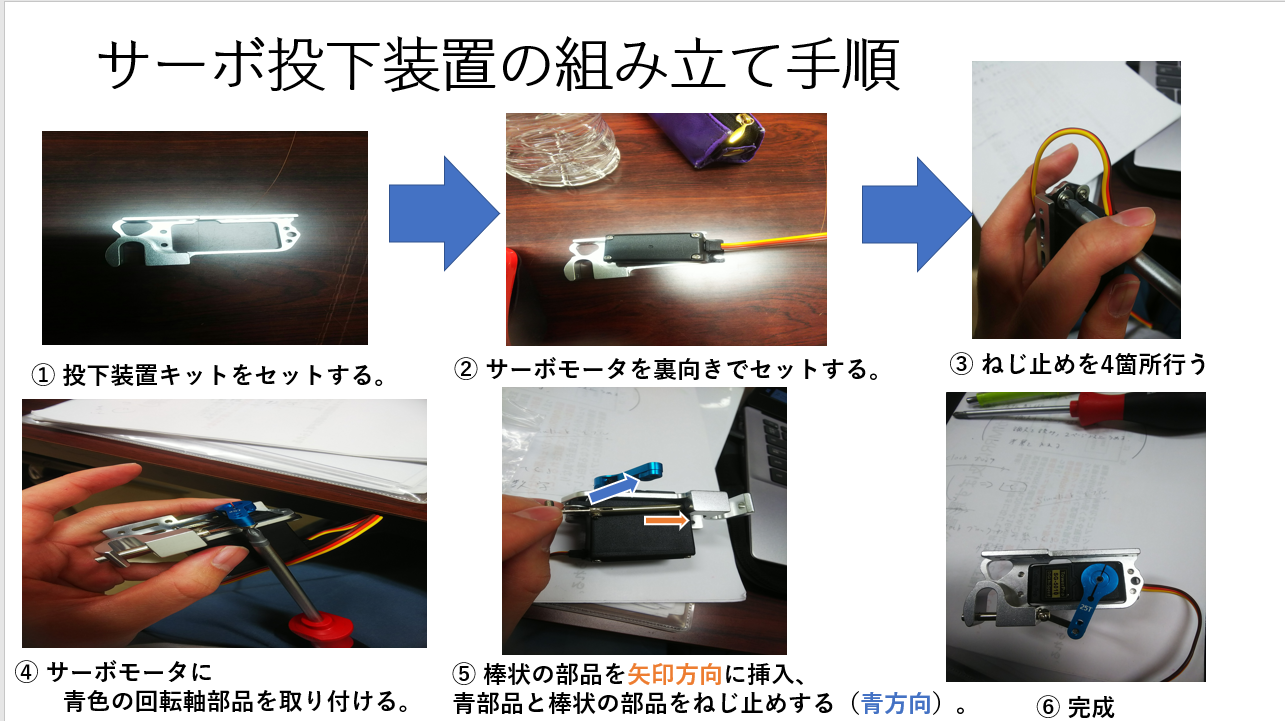 サーボ投下装置の組み立て手順
① 投下装置キットをセットする。
② サーボモータを裏向きでセットする。
③ ねじ止めを4箇所行う
④ サーボモータに
青色の回転軸部品を取り付ける。
⑤ 棒状の部品を矢印方向に挿入、
青部品と棒状の部品をねじ止めする（青方向）。
25T
⑥ 完成